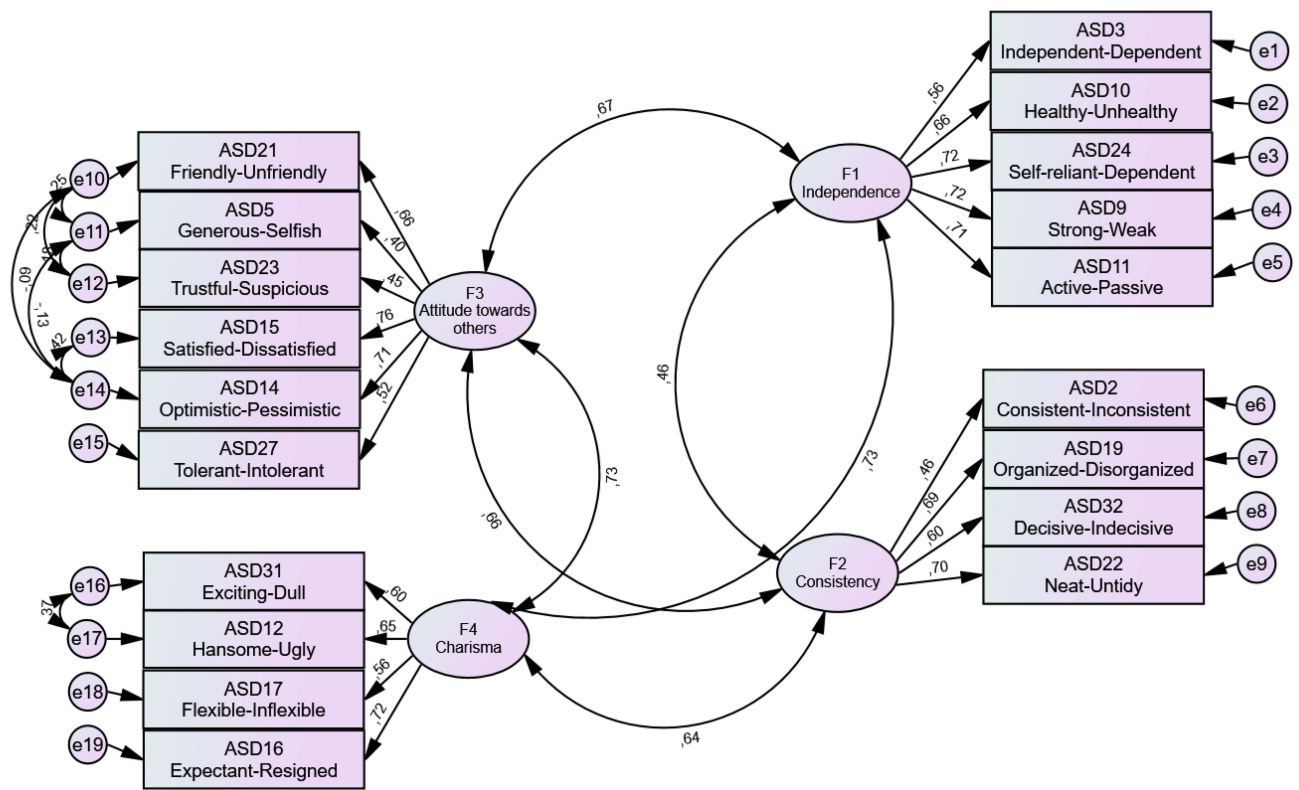 ASD3
Independent-Dependent
e1
ASD10
Healthy-Unhealthy
e2
ASD24
Self-reliant-Dependent
e3
ASD9
Strong-Weak
e4
ASD11
Active-Passive
e5
,56
,66
,72
,72
,71
F1
Independence
,67
ASD21
Friendly-Unfriendly
e10
ASD5
Generous-Selfish
e11
ASD23
Trustful-Suspicious
e12
ASD15
Satisfied-Dissatisfied
e13
ASD14
Optimistic-Pessimistic
e14
ASD27
Tolerant-Intolerant
e15
,25
,22
-,09
-,13
,42
,66
,40
,45
,76
,71
,52
F3
Attitude towards
others
,46
,73
,73
,66
ASD2
Consistent-Inconsistent
e6
ASD19
Organized-Disorganized
e7
ASD32
Decisive-Indecisive
e8
ASD22
Neat-Untidy
e9
,46
,69
,60
,70
F2
Consistency
ASD31
Exciting-Dull
e16
ASD12
Hansome-Ugly
e17
ASD17
Flexible-Inflexible
e18
ASD16
Expectant-Resigned
e19
,37
,60
,65
,56
,72
F4
Charisma
,64